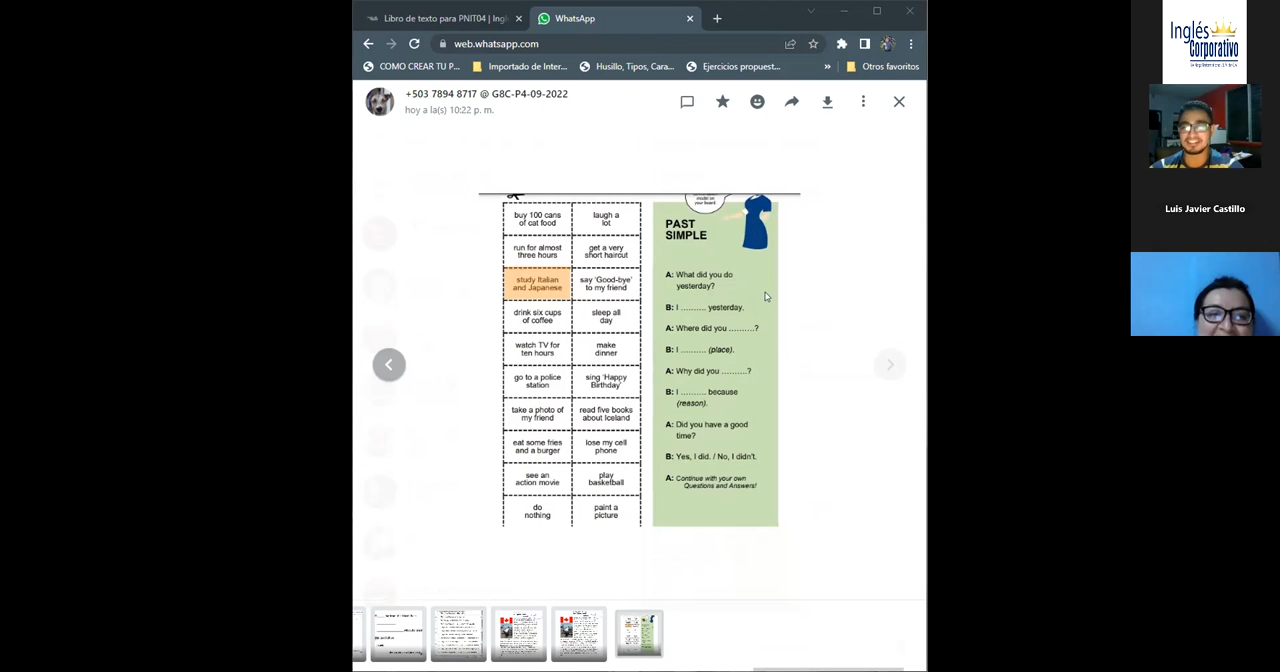 Libro de texto para PNIT04 | Ingl
WhatsApp
web.whatsapp.com
COMO CREAR TU P...
Importado de Inter...
Husillo, Tipos, Cara...
Ejercicios propuest...
»
Otros favoritos
+503 7894 8717 @ G8C-P4-09-2022
hoy a la(s) 10:22 p. m.
buy 100 cans
of cat food
laugh a
lot
run for almost
three hours
get a very
short haircut
study Italian
and Japanese
say ‘Good-bye’
to my friend
drink six cups
of coffee
sleep all
day
watch TV for
ten hours
make
dinner
go to a police
station
sing ‘Happy
Birthday’
take a photo of
my friend
read five books
about Iceland
eat some fries
and a burger
lose my cell
phone
see an
action movie
play
basketball
do
nothing
paint a
picture
model on
your board.
PAST
SIMPLE
A: What did you do
yesterday?
B: I .......... yesterday.
A: Where did you ..........?
B: I .......... (place).
A: Why did you ..........?
B: I .......... because
(reason).
A: Did you have a good
time?
B: Yes, I did. / No, I didn't.
A: Continue with your own
Questions and Answers!
Inglés
Corporativo
Luis Javier Castillo